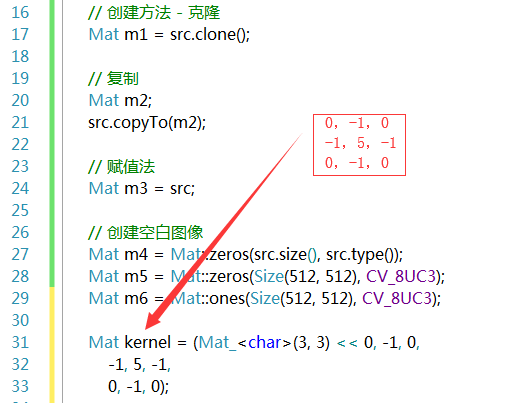 16 // 创建方法 - 克隆
17 Mat m1 = src.clone();
18
19 // 复制
20 Mat m2;
21 src.copyTo(m2);
22
23 // 赋值法
24 Mat m3 = src;
25
26 // 创建空白图像
27 Mat m4 = Mat::zeros(src.size(), src.type());
28 Mat m5 = Mat::zeros(Size(512, 512), CV_8UC3);
29 Mat m6 = Mat::ones(Size(512, 512), CV_8UC3);
30
31 Mat kernel = (Mat_<char>(3, 3) << 0, -1, 0,
32 -1, 5, -1,
33 0, -1, 0);
0, -1, 0
-1, 5, -1
0, -1, 0